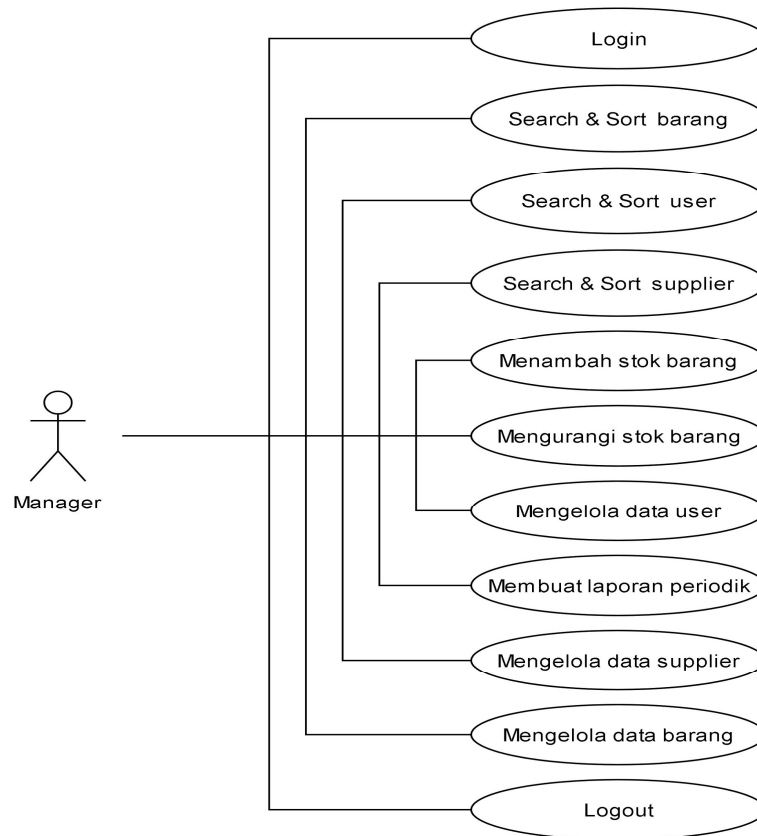 Login
Search & Sort barang
Search & Sort user
Search & Sort supplier
Menambah stok barang
Mengurangi stok barang
Manager
Mengelola data user
Membuat laporan periodik
Mengelola data supplier
Mengelola data barang
Logout